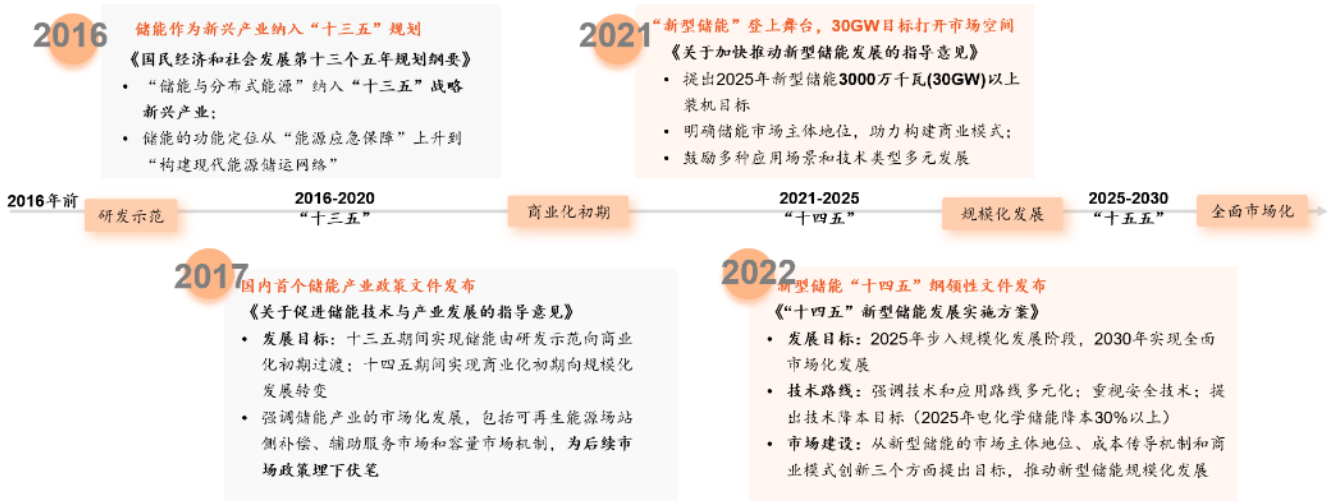 2016
储能作为新兴产业纳入“十三五”规划
《国民经济和社会发展第十三个五年规划纲要》
• “储能与分布式能源”纳入“十三五”战略
新兴产业；
• 储能的功能定位从“能源应急保障”上升到
“构建现代能源储运网络”
2021
“新型储能”登上舞台，30GW目标打开市场空间
《关于加快推动新型储能发展的指导意见》
• 提出2025年新型储能3000万千瓦(30GW)以上
装机目标
• 明确储能市场主体地位，助力构建商业模式；
• 鼓励多种应用场景和技术类型多元发展
2016年前
研发示范
2016-2020
“十三五”
商业化初期
2021-2025
“十四五”
规模化发展
2025-2030
“十五五”
全面市场化
2017
国内首个储能产业政策文件发布
《关于促进储能技术与产业发展的指导意见》
• 发展目标：十三五期间实现储能由研发示范向商业
化初期过渡；十四五期间实现商业化初期向规模化
发展转变
• 强调储能产业的市场化发展，包括可再生能源场站
侧补偿、辅助服务市场和容量市场机制，为后续市
场政策埋下伏笔
2022
新型储能“十四五”纲领性文件发布
《“十四五”新型储能发展实施方案》
• 发展目标：2025年步入规模化发展阶段，2030年实现全面
市场化发展
• 技术路线：强调技术和应用路线多元化；重视安全技术；提
出技术降本目标（2025年电化学储能降本30%以上）
• 市场建设：从新型储能的市场主体地位、成本传导机制和商
业模式创新三个方面提出目标，推动新型储能规模化发展